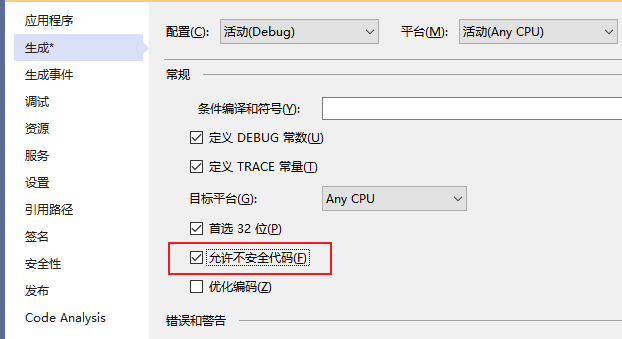 应用程序
生成*
生成事件
调试
资源
服务
设置
引用路径
签名
安全性
发布
Code Analysis
配置(C): 活动(Debug) 平台(M): 活动(Any CPU)
常规
条件编译和符号(Y):
定义 DEBUG 常数(U)
定义 TRACE 常量(T)
目标平台(G): Any CPU
首选 32 位(P)
允许不安全代码(F)
优化编码(Z)
错误和警告